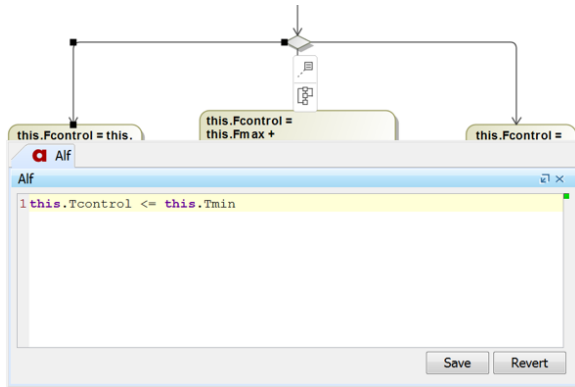 this.Fcontrol = this.
this.Fcontrol =
this.Fmax +
this.Fcontrol =
Alf
Alf
1 this.Tcontrol <= this.Tmin
Save
Revert